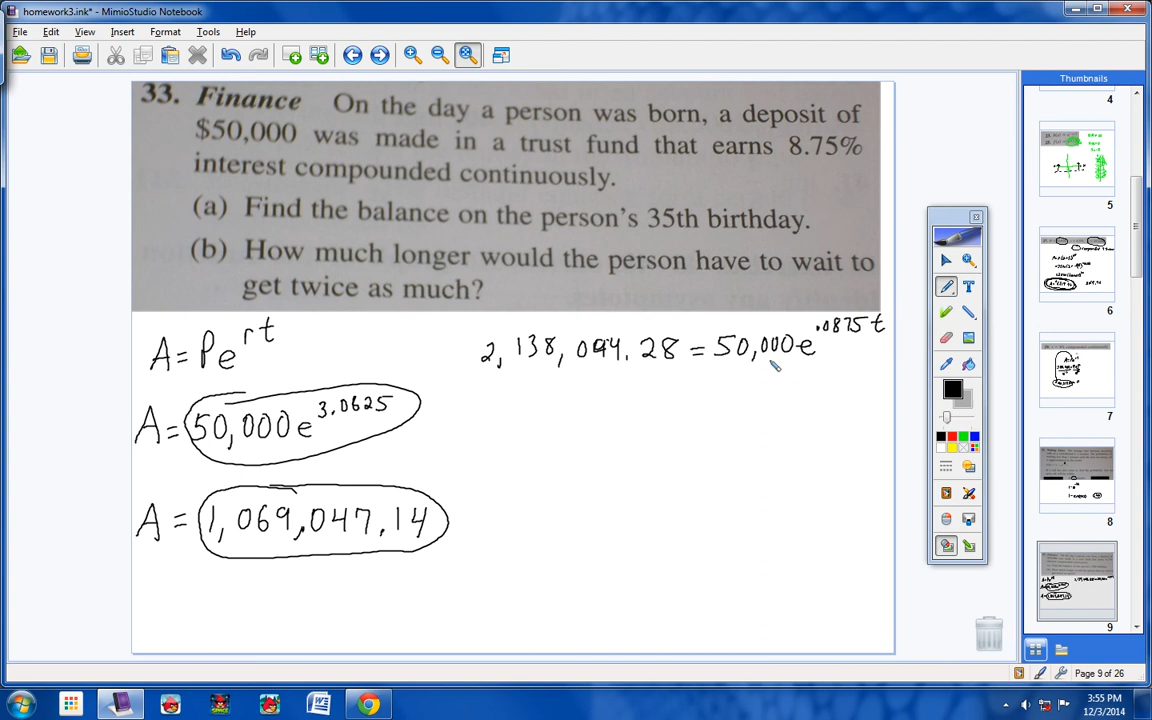 homework3.ink* - MimioStudio Notebook
File Edit View Insert Format Tools Help
Thumbnails
33. Finance On the day a person was born, a deposit of
$50,000 was made in a trust fund that earns 8.75%
interest compounded continuously.
(a) Find the balance on the person's 35th birthday.
(b) How much longer would the person have to wait to
get twice as much?
A = Pe^rt
2,138,094.28 = 50,000e^.0875t
A = 50,000e^3.0625
A = 1,069,047.14
4
5
6
7
8
9
Page 9 of 26
3:55 PM
12/3/2014